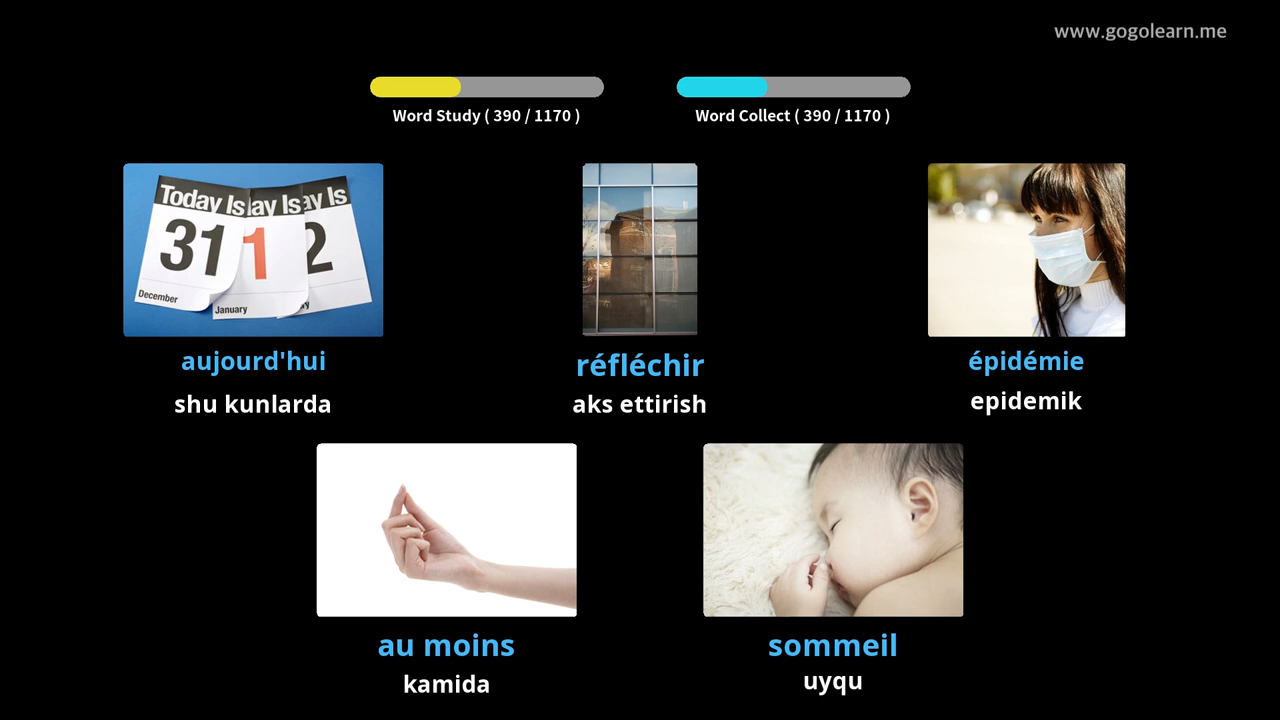 www.gogolearn.me
Word Study ( 390 / 1170 )
Word Collect ( 390 / 1170 )
Today Is
ay Is
ay Is
31
1
2
December
January
aujourd'hui
réfléchir
épidémie
shu kunlarda
aks ettirish
epidemik
au moins
sommeil
kamida
uyqu